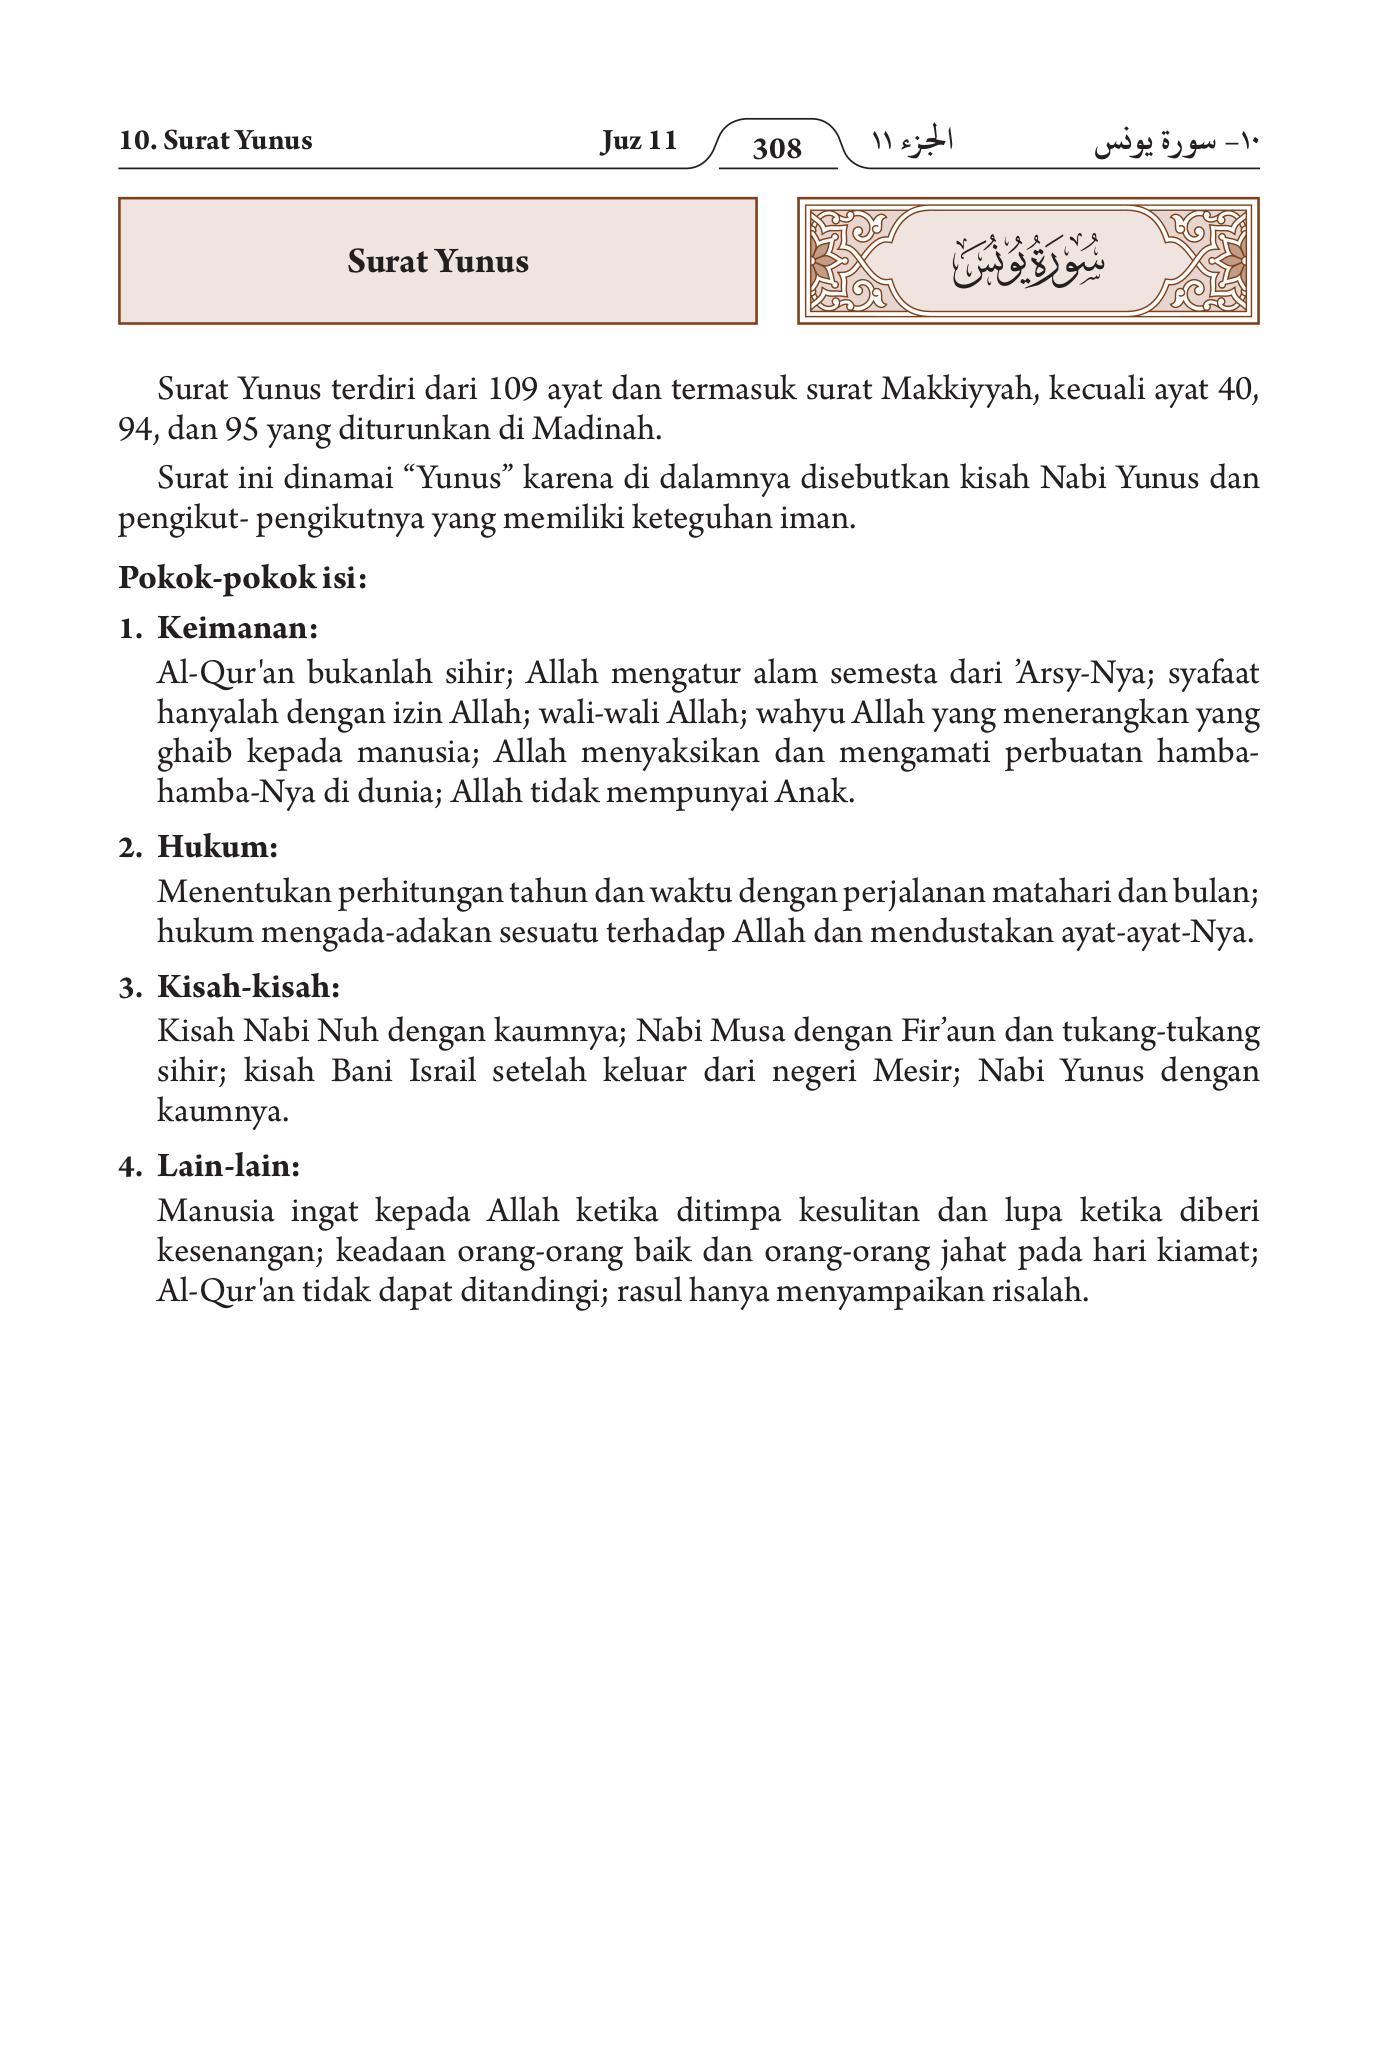 10. Surat Yunus Juz 11 308 الجزء ١١ ١٠- سورة يونس
Surat Yunus سُورَةُ يُونُسَ
Surat Yunus terdiri dari 109 ayat dan termasuk surat Makkiyyah, kecuali ayat 40,
94, dan 95 yang diturunkan di Madinah.
Surat ini dinamai “Yunus” karena di dalamnya disebutkan kisah Nabi Yunus dan
pengikut- pengikutnya yang memiliki keteguhan iman.
Pokok-pokok isi:
1. Keimanan:
Al-Qur'an bukanlah sihir; Allah mengatur alam semesta dari ’Arsy-Nya; syafaat
hanyalah dengan izin Allah; wali-wali Allah; wahyu Allah yang menerangkan yang
ghaib kepada manusia; Allah menyaksikan dan mengamati perbuatan hamba-
hamba-Nya di dunia; Allah tidak mempunyai Anak.
2. Hukum:
Menentukan perhitungan tahun dan waktu dengan perjalanan matahari dan bulan;
hukum mengada-adakan sesuatu terhadap Allah dan mendustakan ayat-ayat-Nya.
3. Kisah-kisah:
Kisah Nabi Nuh dengan kaumnya; Nabi Musa dengan Fir’aun dan tukang-tukang
sihir; kisah Bani Israil setelah keluar dari negeri Mesir; Nabi Yunus dengan
kaumnya.
4. Lain-lain:
Manusia ingat kepada Allah ketika ditimpa kesulitan dan lupa ketika diberi
kesenangan; keadaan orang-orang baik dan orang-orang jahat pada hari kiamat;
Al-Qur'an tidak dapat ditandingi; rasul hanya menyampaikan risalah.